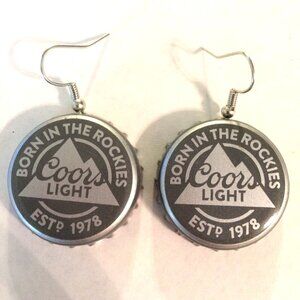 BORN IN THE ROCKIES
Coors
LIGHT
ESTD 1978
BORN IN THE ROCKIES
Coors
LIGHT
ESTD 1978